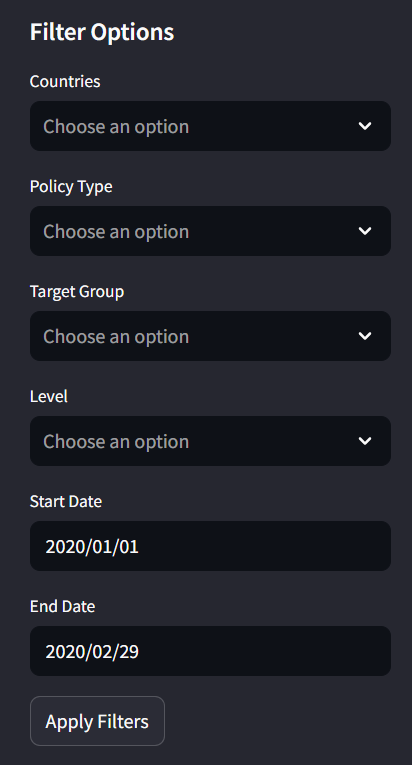 Filter Options
Countries
Choose an option
Policy Type
Choose an option
Target Group
Choose an option
Level
Choose an option
Start Date
2020/01/01
End Date
2020/02/29
Apply Filters